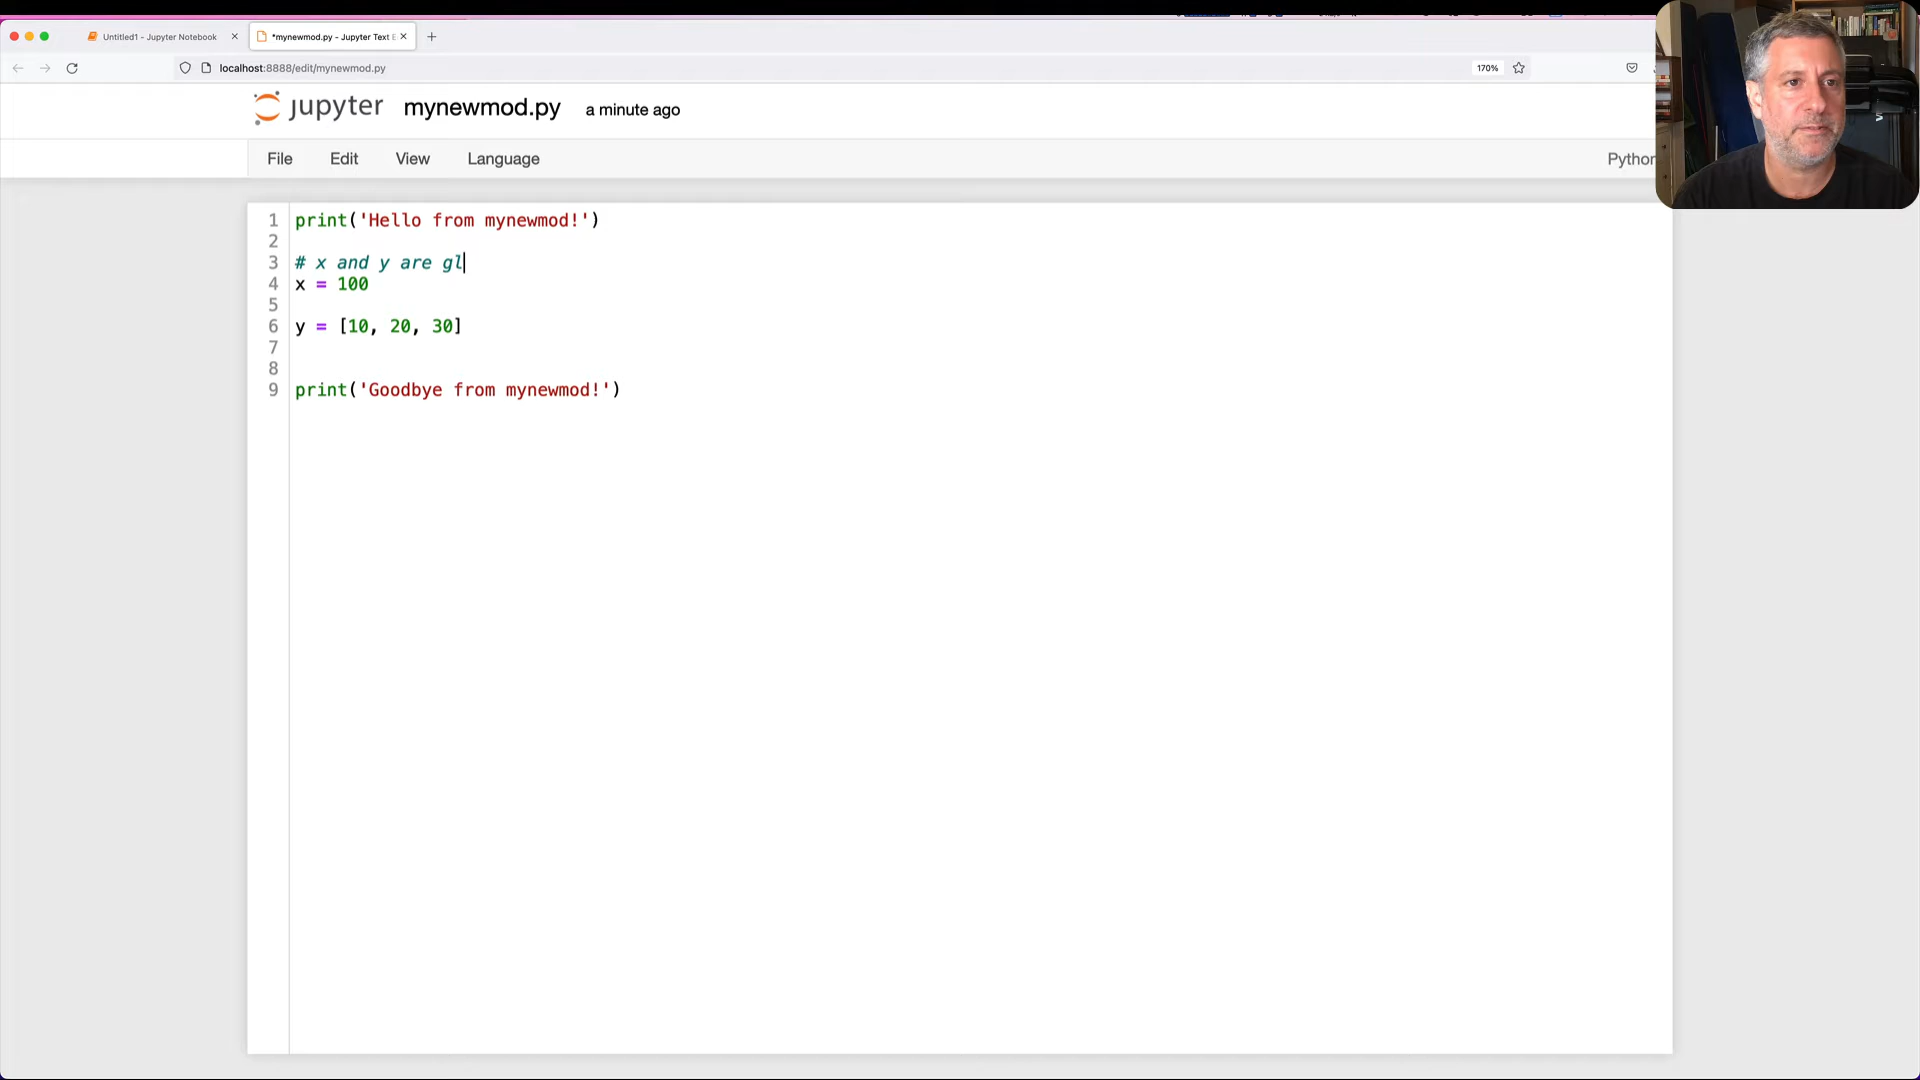 Untitled1 - Jupyter Notebook
*mynewmod.py - Jupyter Text E
localhost:8888/edit/mynewmod.py
170%
jupyter mynewmod.py a minute ago
File Edit View Language
Python
1 print('Hello from mynewmod!')
2
3 # x and y are gl
4 x = 100
5
6 y = [10, 20, 30]
7
8
9 print('Goodbye from mynewmod!')